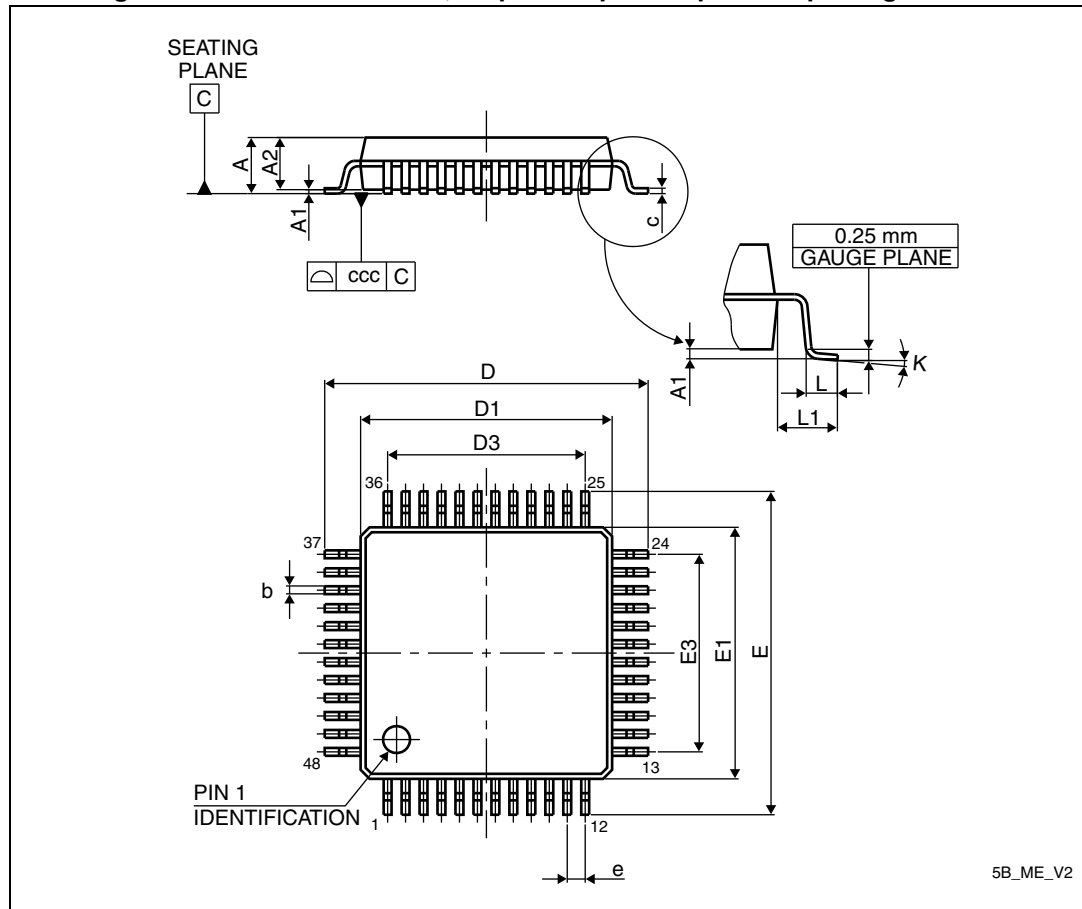 SEATING
PLANE
C
A
A2
A1
c
ccc C
0.25 mm
GAUGE PLANE
A1
K
L
L1
D
D1
D3
36
25
37
24
b
E3
E1
E
48
13
PIN 1
IDENTIFICATION
1
12
e
5B_ME_V2